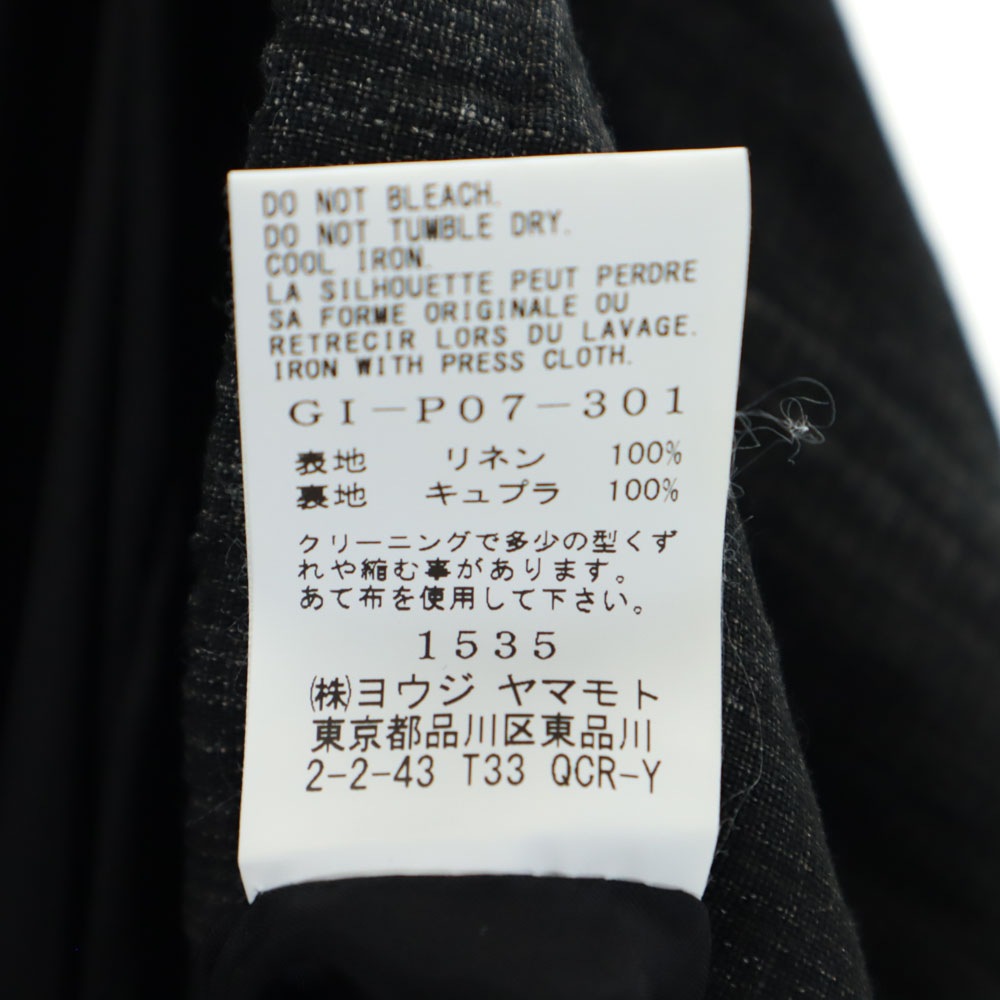 DO NOT BLEACH.
DO NOT TUMBLE DRY.
COOL IRON.
LA SILHOUETTE PEUT PERDRE
SA FORME ORIGINALE OU
RETRECIR LORS DU LAVAGE.
IRON WITH PRESS CLOTH.
GI-P07-301
表地 リネン 100%
裏地 キュプラ 100%
クリーニングで多少の型くず
れや縮む事があります。
あて布を使用して下さい。
1535
㈱ヨウジ ヤマモト
東京都品川区東品川
2-2-43 T33 QCR-Y